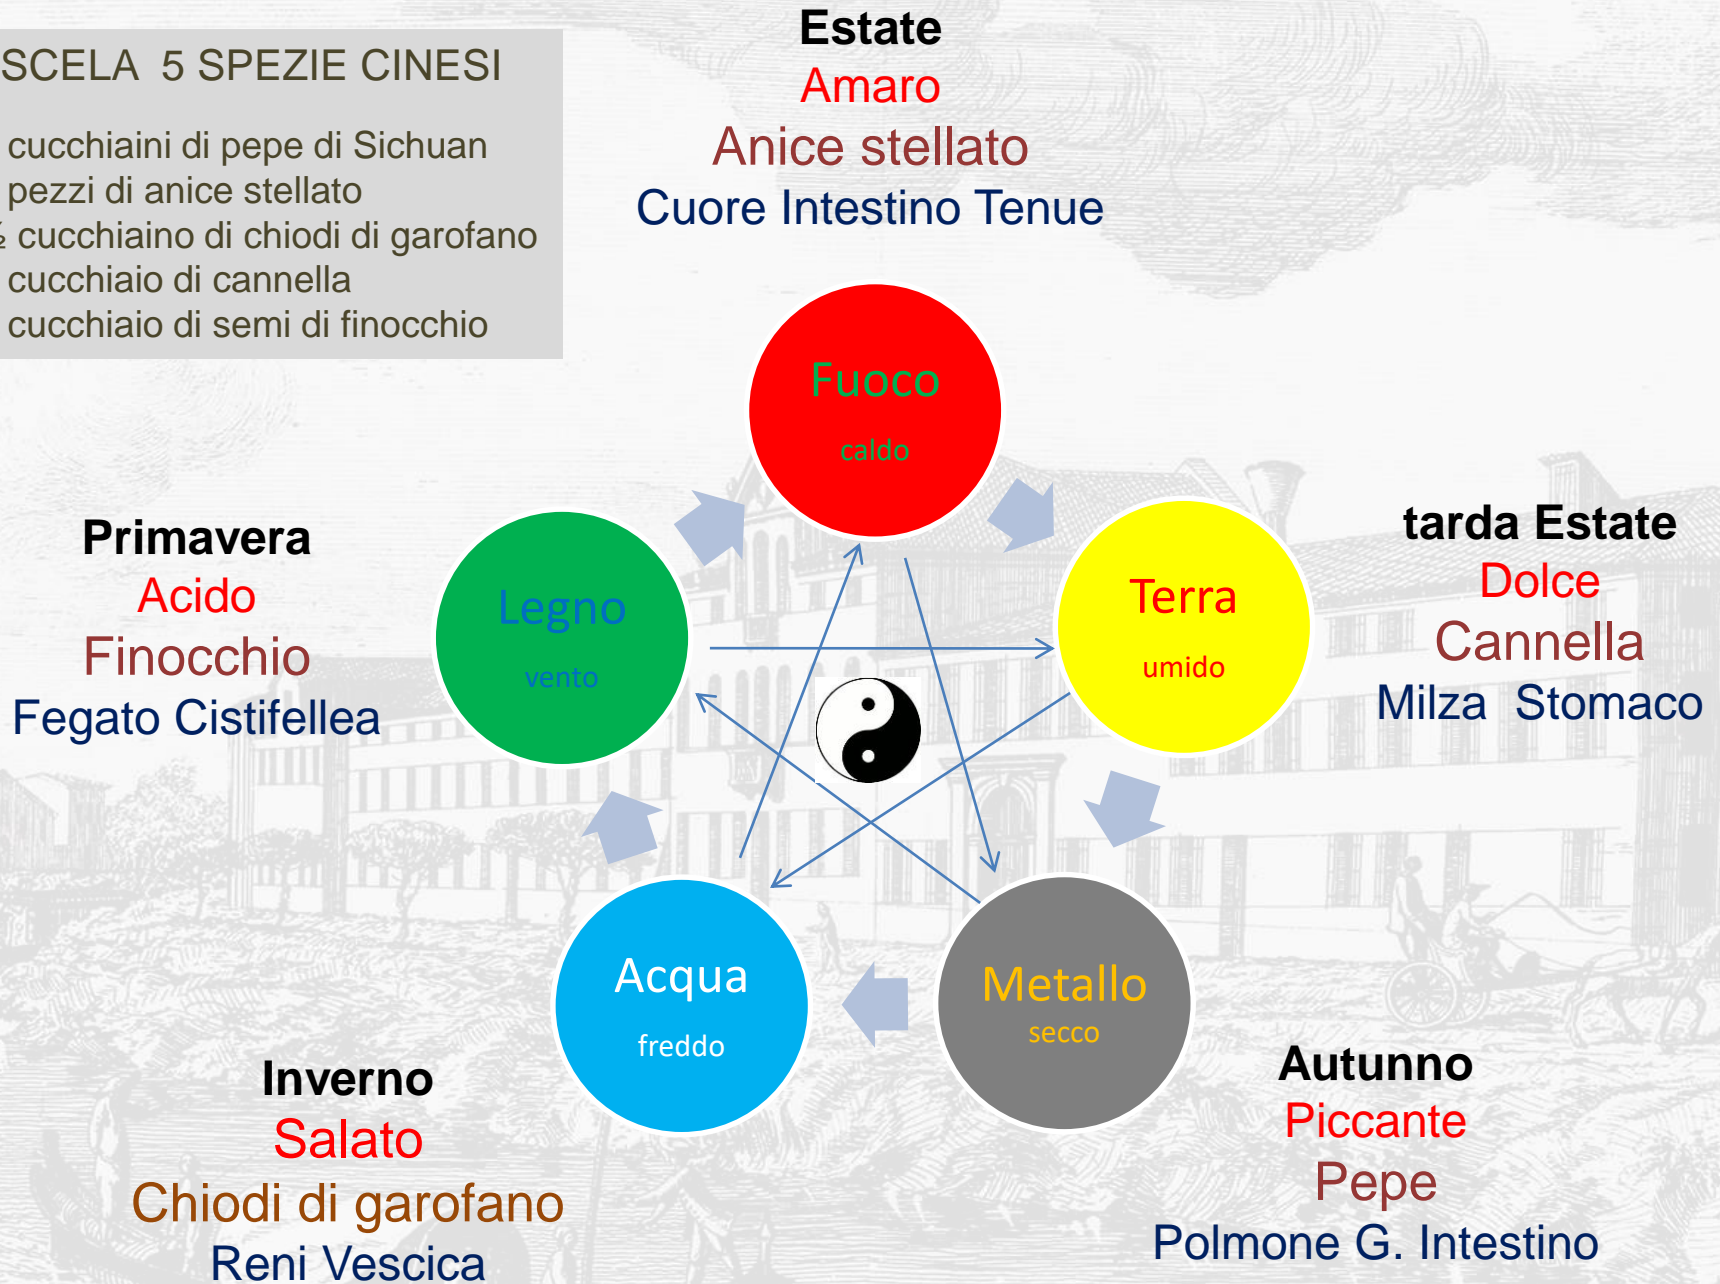 SCELA 5 SPEZIE CINESI
cucchiaini di pepe di Sichuan
pezzi di anice stellato
½ cucchiaino di chiodi di garofano
cucchiaio di cannella
cucchiaio di semi di finocchio
Estate
Amaro
Anice stellato
Cuore Intestino Tenue
Fuoco
caldo
Primavera
Acido
Finocchio
Fegato Cistifellea
Legno
vento
Terra
umido
tarda Estate
Dolce
Cannella
Milza Stomaco
Acqua
freddo
Metallo
secco
Inverno
Salato
Chiodi di garofano
Reni Vescica
Autunno
Piccante
Pepe
Polmone G. Intestino